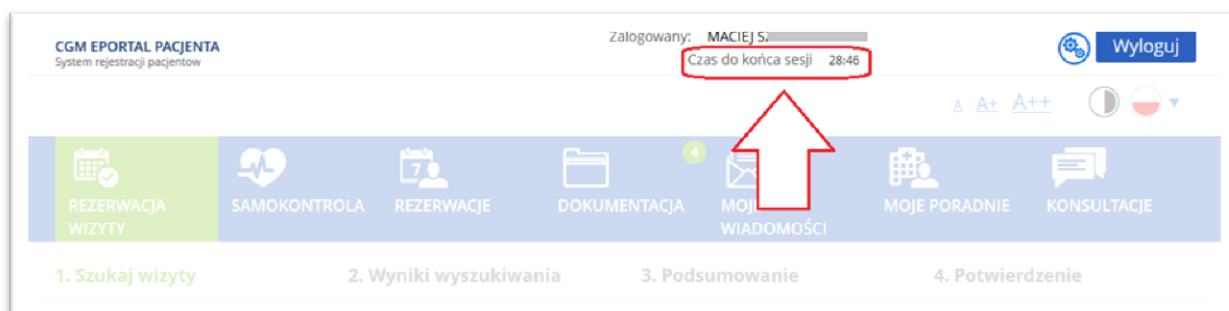 CGM EPORTAL PACJENTA
System rejestracji pacjentow
Zalogowany: MACIEJ
Czas do końca sesji 28:46
Wyloguj
A A+ A++
REZERWACJA
WIZYTY
SAMOKONTROLA
7
REZERWACJE
DOKUMENTACJA
4
MOJE
WIADOMOŚCI
MOJE PORADNIE
KONSULTACJE
1. Szukaj wizyty
2. Wyniki wyszukiwania
3. Podsumowanie
4. Potwierdzenie